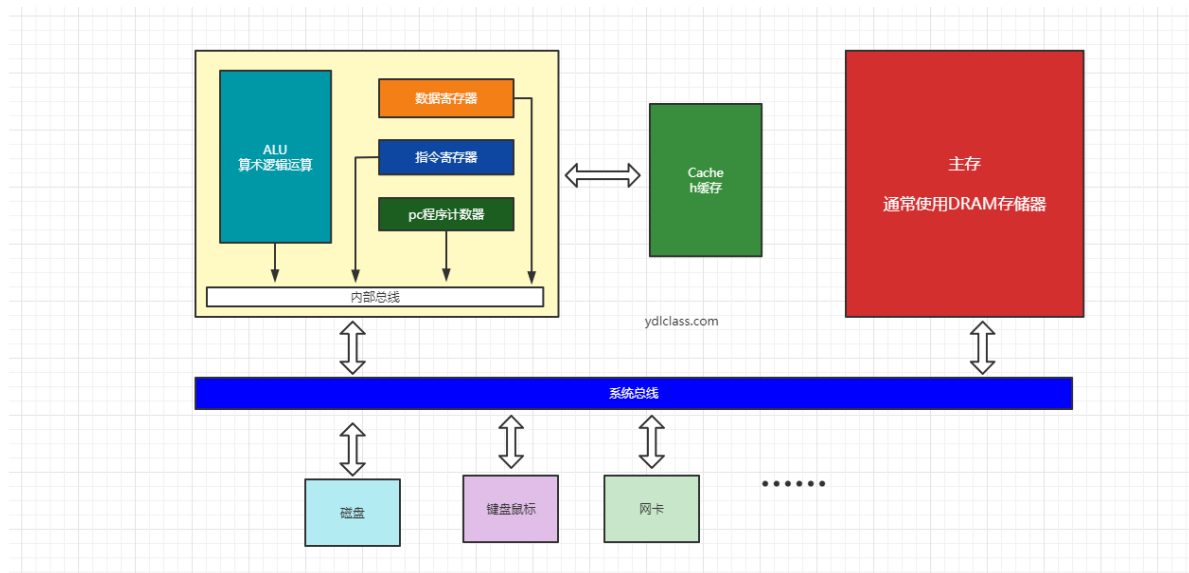 ALU
算术逻辑运算
数据寄存器
指令寄存器
pc程序计数器
内部总线
Cache
h缓存
主存
通常使用DRAM存储器
ydlclass.com
系统总线
磁盘
键盘鼠标
网卡
••••••